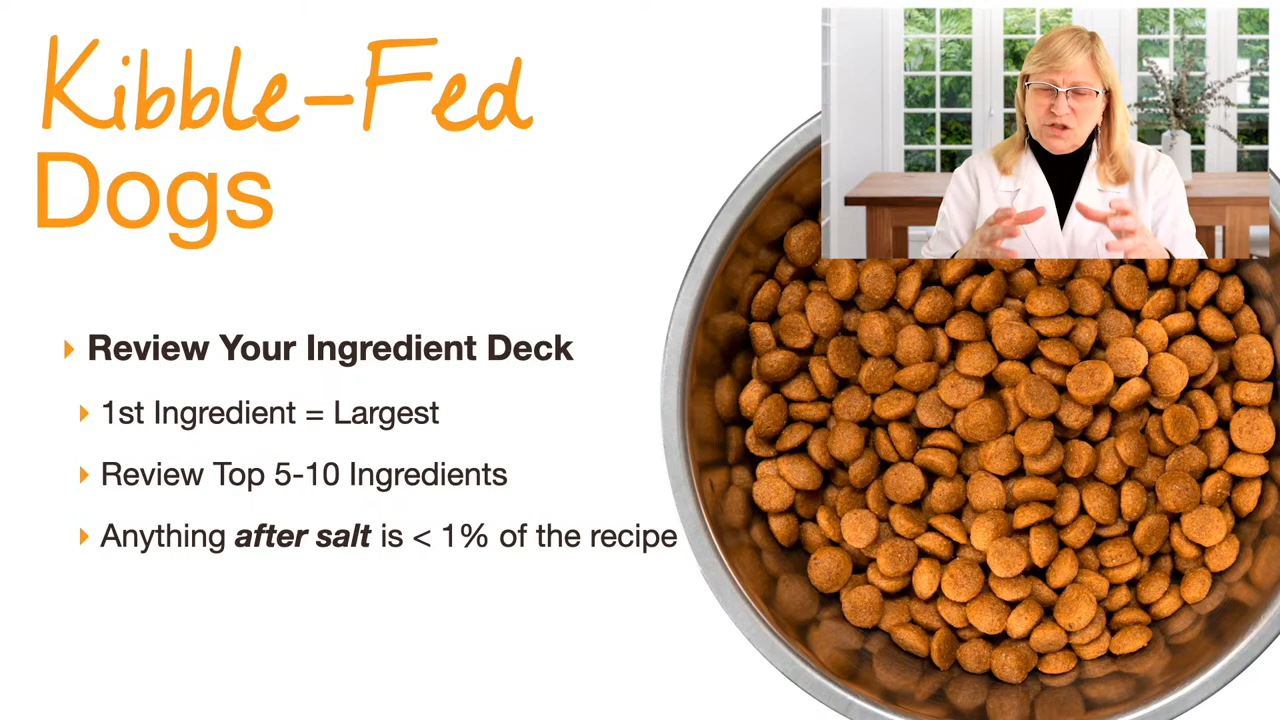 Kibble-Fed
Dogs
Review Your Ingredient Deck
1st Ingredient = Largest
Review Top 5-10 Ingredients
Anything after salt is < 1% of the recipe